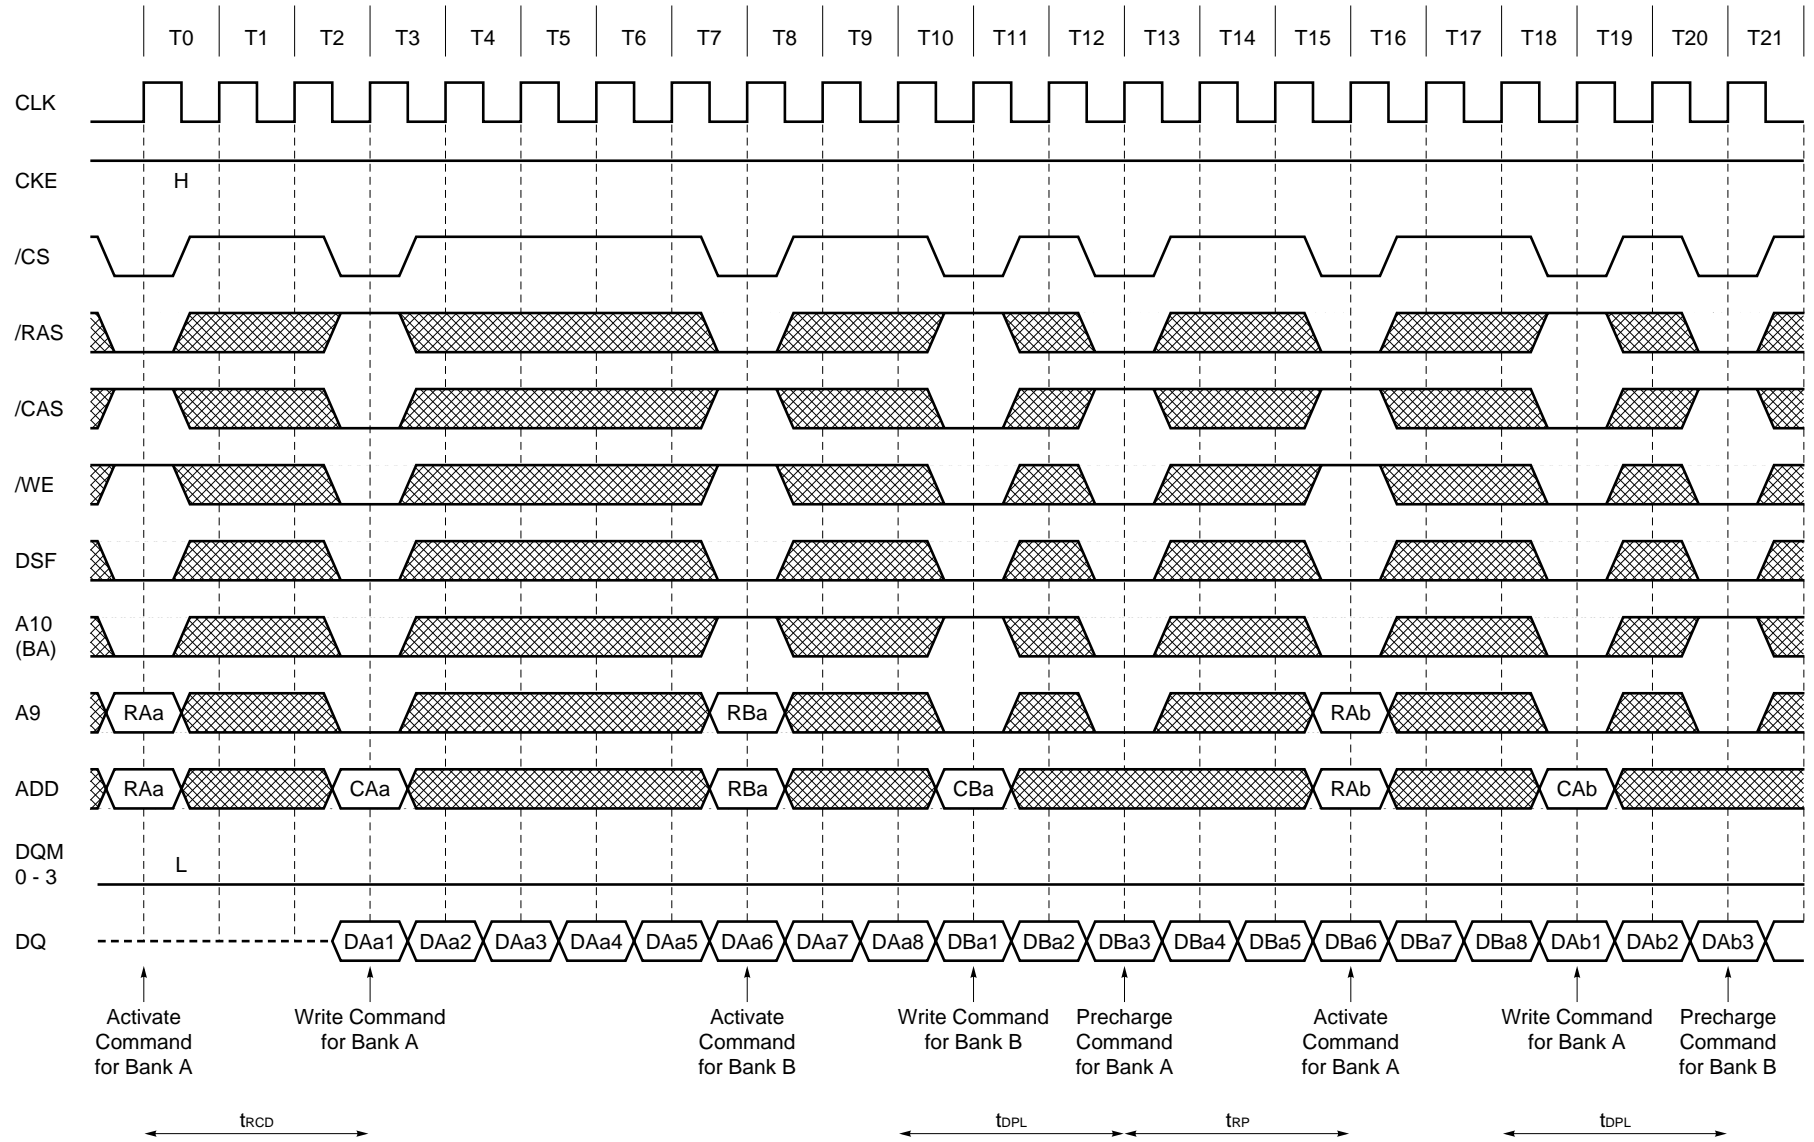 T0 T1 T2 T3 T4 T5 T6 T7 T8 T9 T10 T11 T12 T13 T14 T15 T16 T17 T18 T19 T20 T21
CLK
CKE H
/CS
/RAS
/CAS
/WE
DSF
A10
(BA)
A9 RAa RBa RAb
ADD RAa CAa RBa CBa RAb CAb
DQM
0 - 3 L
DQ DAa1 DAa2 DAa3 DAa4 DAa5 DAa6 DAa7 DAa8 DBa1 DBa2 DBa3 DBa4 DBa5 DBa6 DBa7 DBa8 DAb1 DAb2 DAb3
Activate
Command
for Bank A
Write Command
for Bank A
Activate
Command
for Bank B
Write Command
for Bank B
Precharge
Command
for Bank A
Activate
Command
for Bank A
Write Command
for Bank A
Precharge
Command
for Bank B
tRCD tDPL tRP tDPL